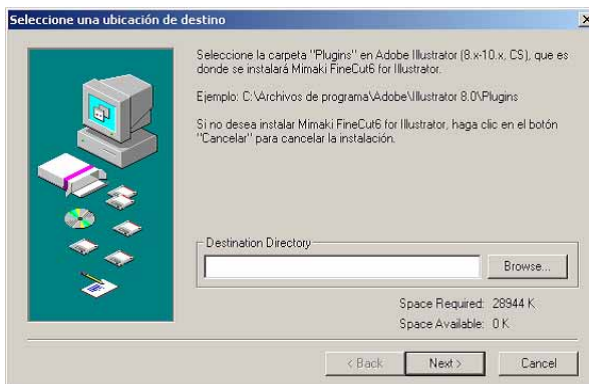 Seleccione una ubicación de destino
Seleccione la carpeta "Plugins" en Adobe Illustrator (8.x-10.x, CS), que es
donde se instalará Mimaki FineCut6 for Illustrator.
Ejemplo: C:\Archivos de programa\Adobe\Illustrator 8.0\Plugins
Si no desea instalar Mimaki FineCut6 for Illustrator, haga clic en el botón
"Cancelar" para cancelar la instalación.
Destination Directory
Browse...
Space Required: 28944 K
Space Available: 0 K
< Back
Next >
Cancel